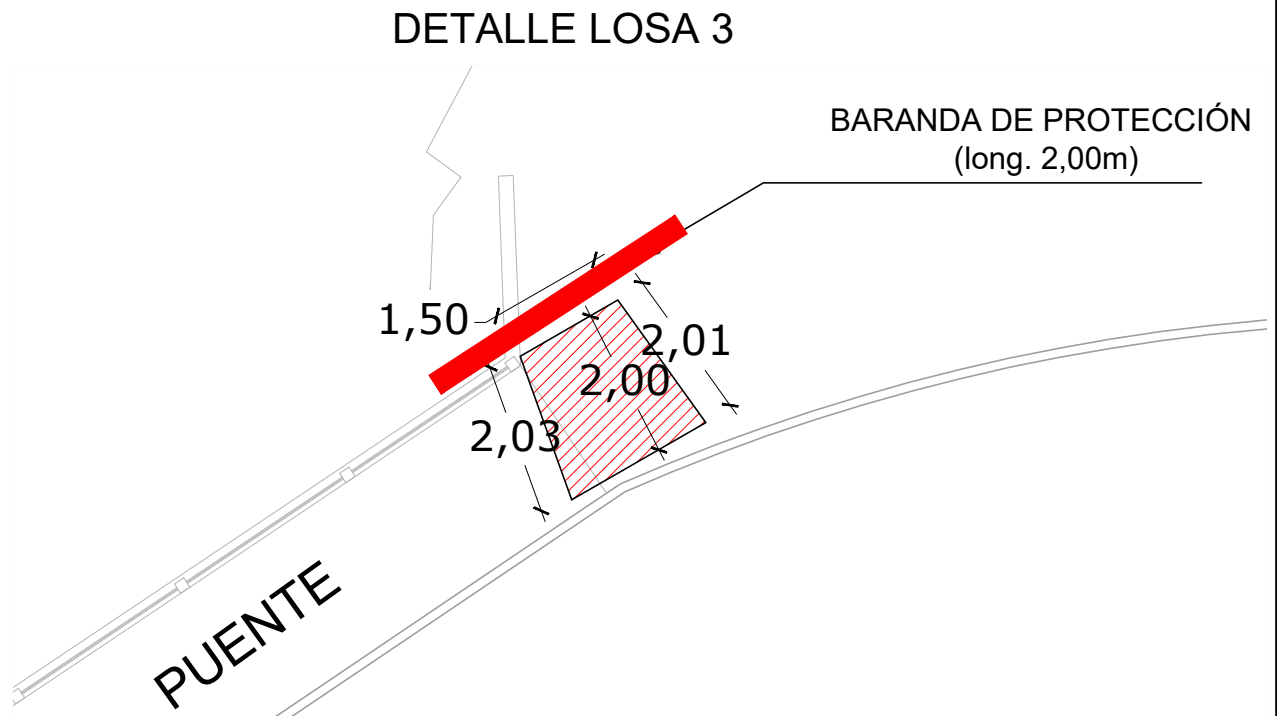 DETALLE LOSA 3
BARANDA DE PROTECCIÓN
(long. 2,00m)
1,50
2,01
2,00
2,03
PUENTE